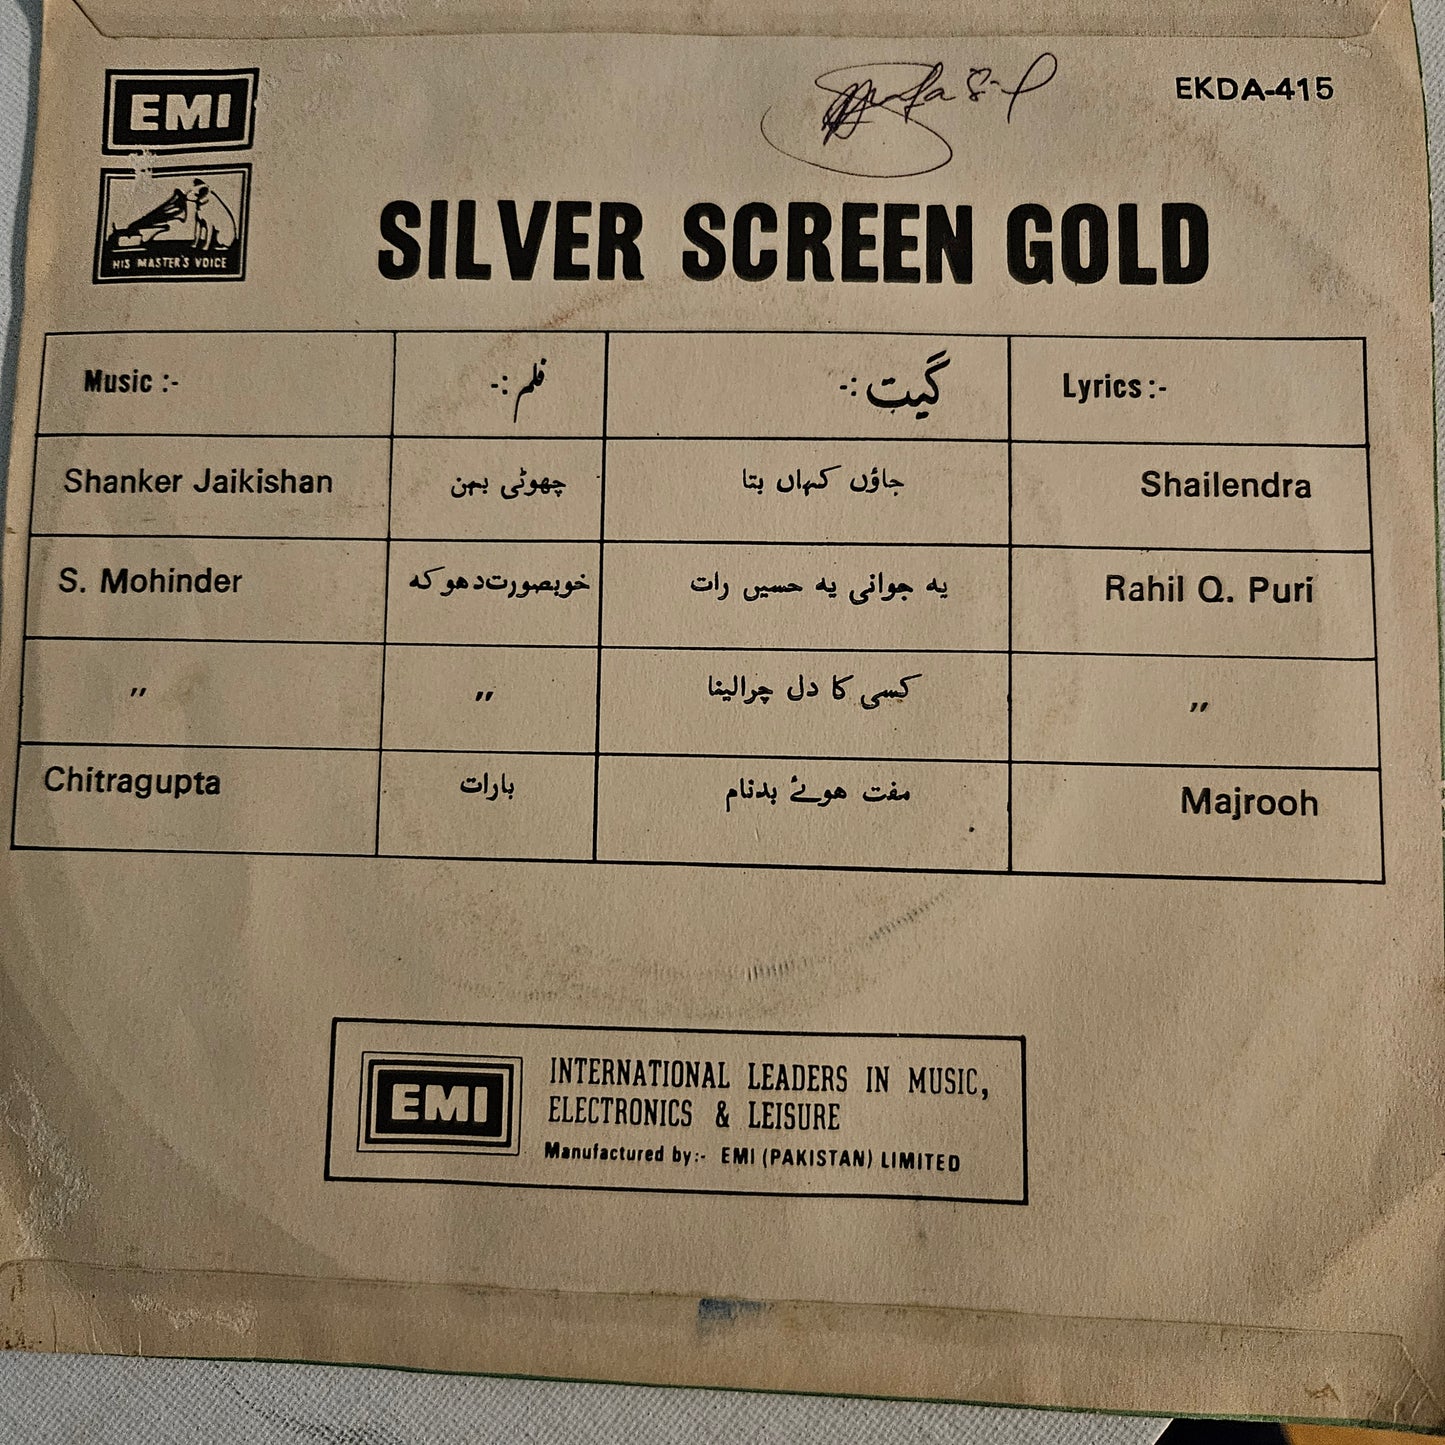 EMI
EKDA-415
HIS MASTER'S VOICE
SILVER SCREEN GOLD
Music :- فلم :- گیت :- Lyrics :-
Shanker Jaikishan چھوٹی بہن جاؤں کہاں بتا Shailendra
S. Mohinder خوبصورت دھوکہ یہ جوانی یہ حسیں رات Rahil Q. Puri
" " کسی کا دل چرالینا "
Chitragupta بارات مفت ہوئے بدنام Majrooh
EMI
INTERNATIONAL LEADERS IN MUSIC,
ELECTRONICS & LEISURE
Manufactured by:- EMI (PAKISTAN) LIMITED